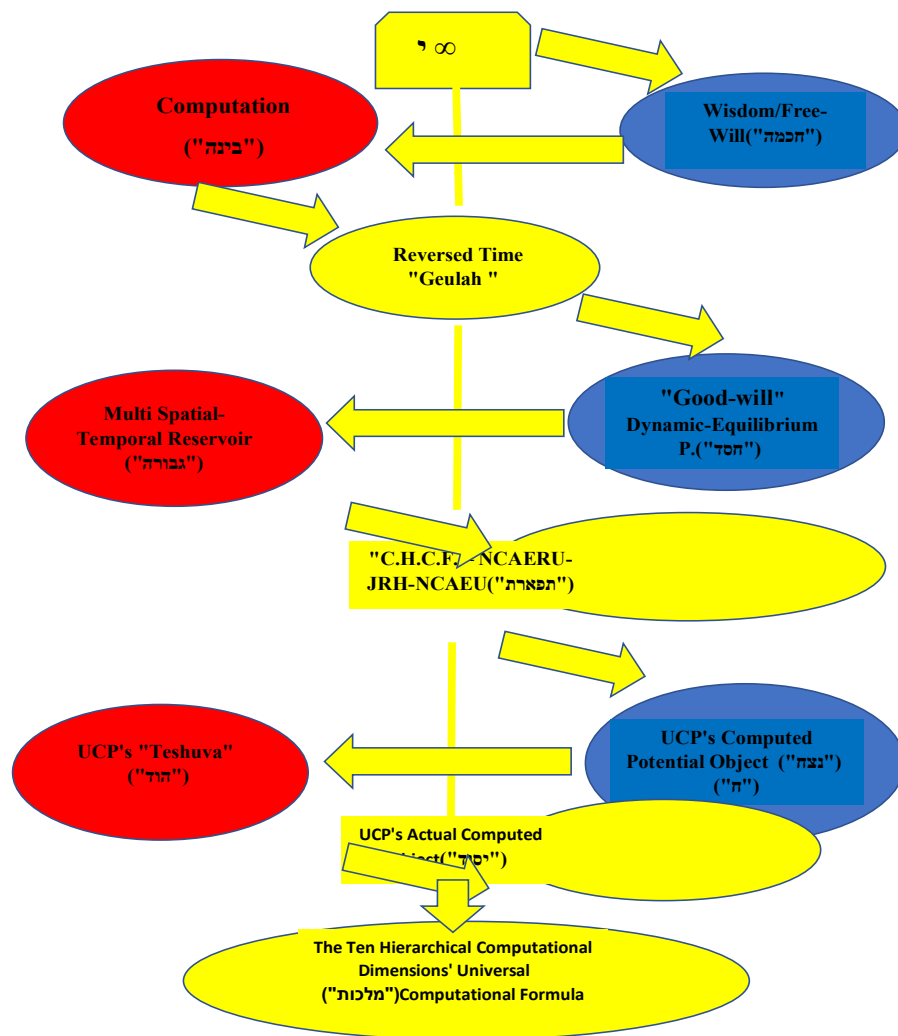 י ∞
Computation
("בינה")
Wisdom/Free-
Will("חכמה")
Reversed Time
"Geulah "
"Good-will"
Dynamic-Equilibrium
P.("חסד")
Multi Spatial-
Temporal Reservoir
("גבורה")
"C.H.C.F. - NCAERU-
JRH-NCAEU("תפארת")
UCP's Computed
Potential Object ("נצח")
("ח")
UCP's "Teshuva"
("הוד")
UCP's Actual Computed
("יסוד")
The Ten Hierarchical Computational
Dimensions' Universal
("מלכות")Computational Formula